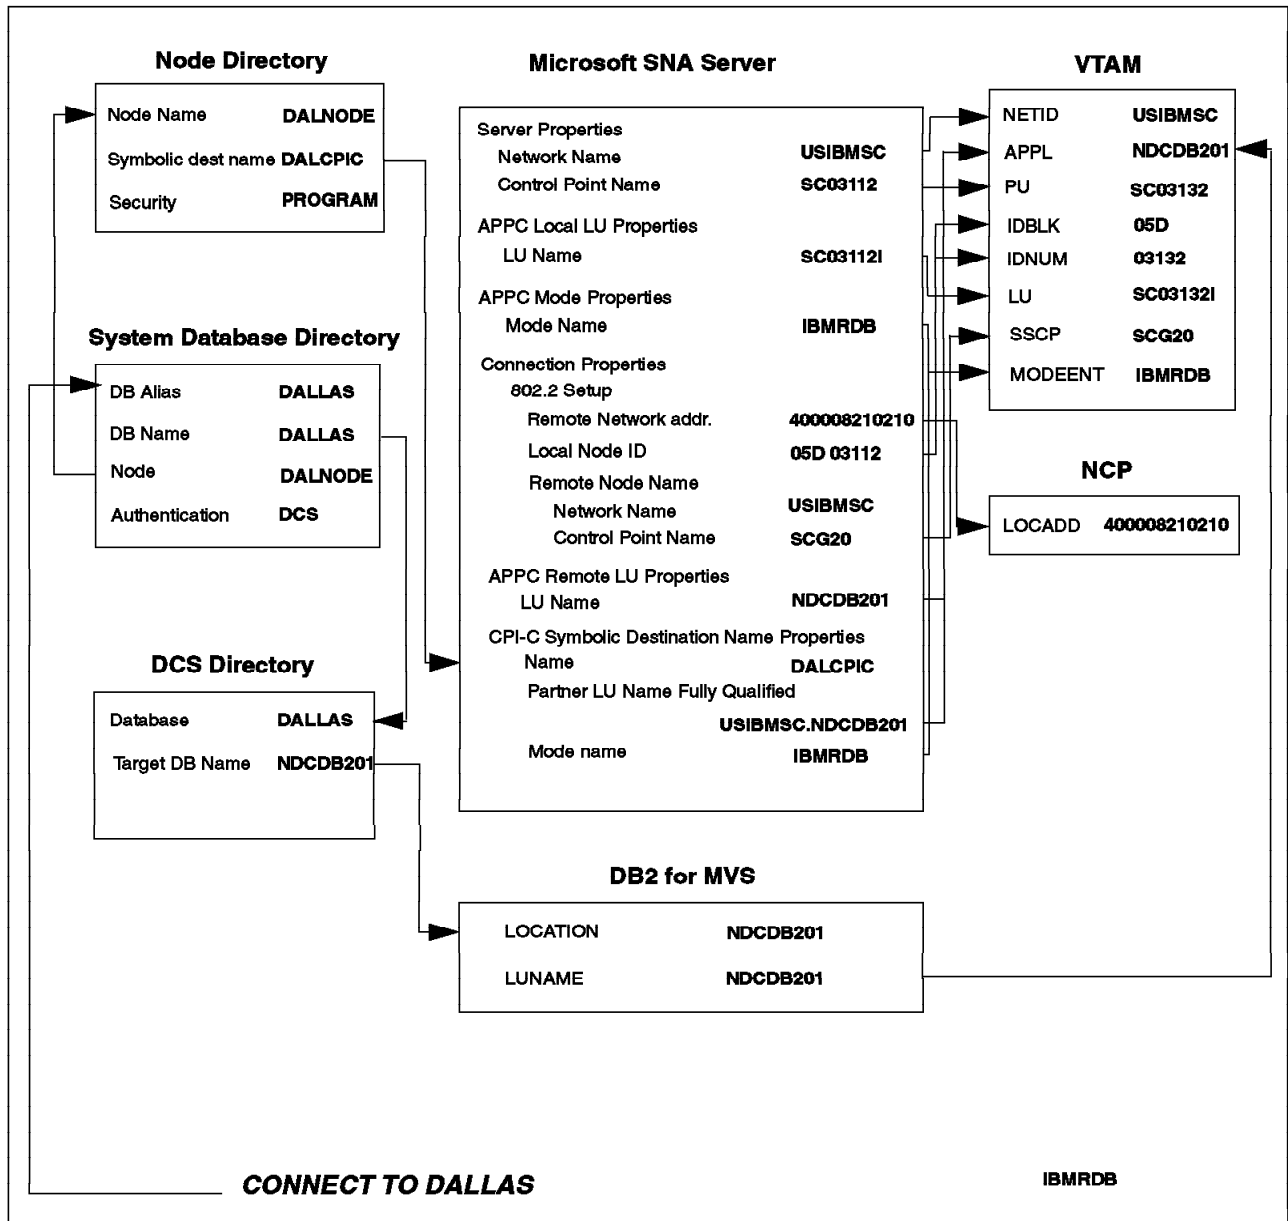 Node Directory
Node Name DALNODE
Symbolic dest name DALCPIC
Security PROGRAM
System Database Directory
DB Alias DALLAS
DB Name DALLAS
Node DALNODE
Authentication DCS
DCS Directory
Database DALLAS
Target DB Name NDCDB201
Microsoft SNA Server
Server Properties
Network Name USIBMSC
Control Point Name SC03112
APPC Local LU Properties
LU Name SC03112I
APPC Mode Properties
Mode Name IBMRDB
Connection Properties
802.2 Setup
Remote Network addr. 400008210210
Local Node ID 05D 03112
Remote Node Name
Network Name USIBMSC
Control Point Name SCG20
APPC Remote LU Properties
LU Name NDCDB201
CPI-C Symbolic Destination Name Properties
Name DALCPIC
Partner LU Name Fully Qualified
USIBMSC.NDCDB201
Mode name IBMRDB
VTAM
NETID USIBMSC
APPL NDCDB201
PU SC03132
IDBLK 05D
IDNUM 03132
LU SC03132I
SSCP SCG20
MODEENT IBMRDB
NCP
LOCADD 400008210210
DB2 for MVS
LOCATION NDCDB201
LUNAME NDCDB201
CONNECT TO DALLAS
IBMRDB